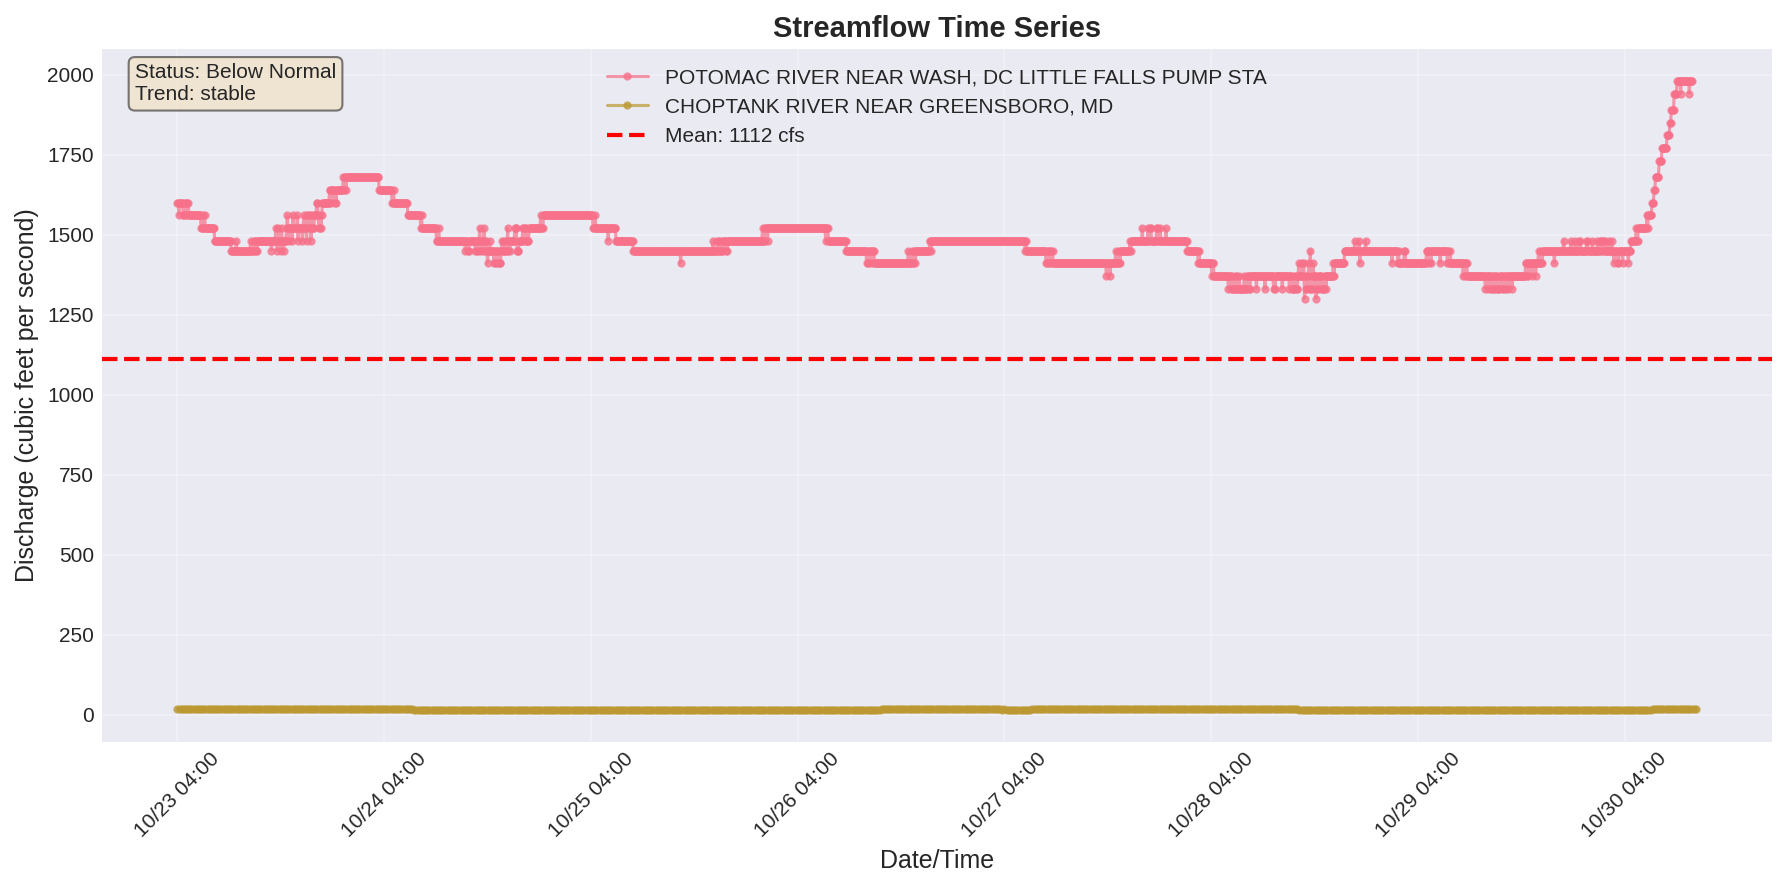 Streamflow Time Series
Status: Below Normal
Trend: stable
POTOMAC RIVER NEAR WASH, DC LITTLE FALLS PUMP STA
CHOPTANK RIVER NEAR GREENSBORO, MD
Mean: 1112 cfs
Discharge (cubic feet per second)
2000
1750
1500
1250
1000
750
500
250
0
10/23 04:00
10/24 04:00
10/25 04:00
10/26 04:00
10/27 04:00
10/28 04:00
10/29 04:00
10/30 04:00
Date/Time